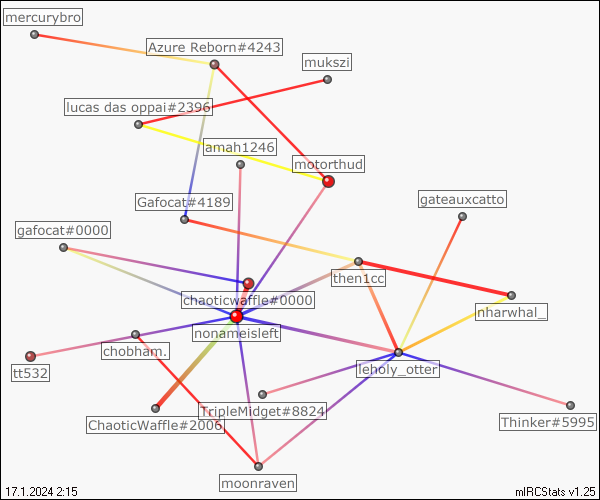 mercurybro
Azure Reborn#4243
mukszi
lucas das oppai#2396
amah1246
motorthud
Gafocat#4189
gateauxcatto
gafocat#0000
then1cc
chaoticwaffle#0000
nharwhal_
nonameisleft
chobham.
leholy_otter
tt532
TripleMidget#8824
ChaoticWaffle#2006
Thinker#5995
moonraven
17.1.2024 2:15
mIRCStats v1.25